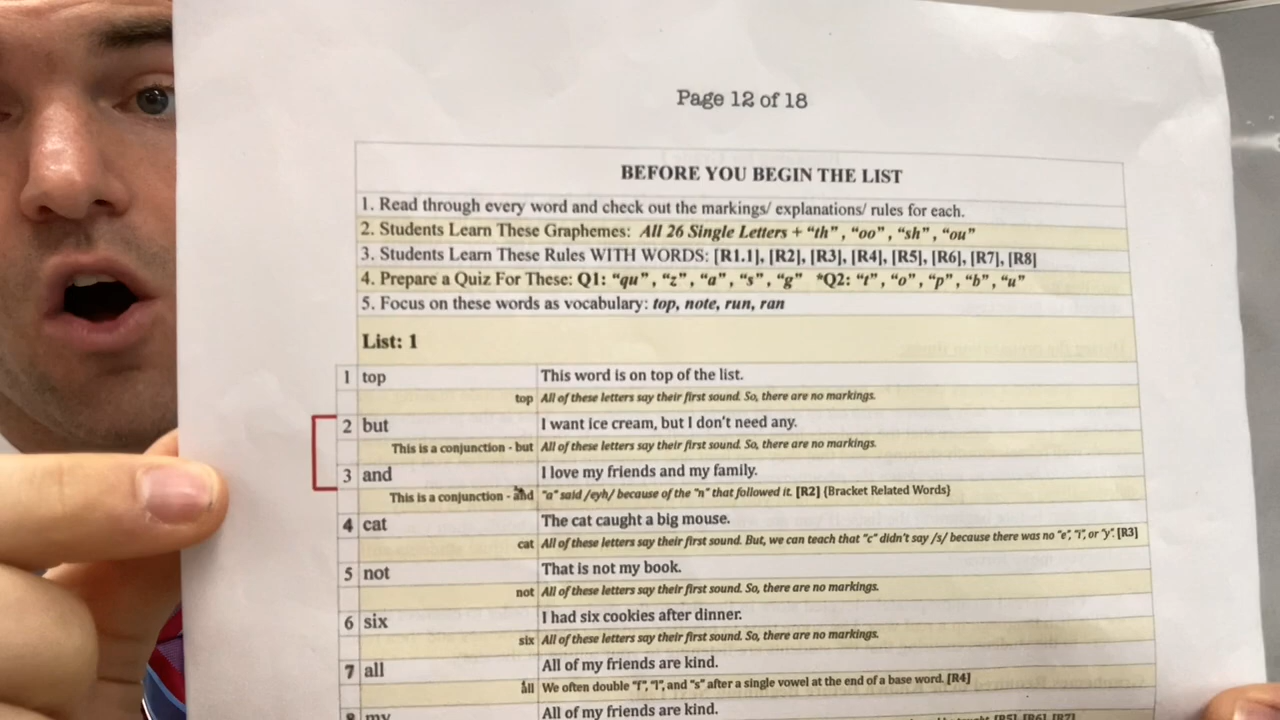 Page 12 of 18
BEFORE YOU BEGIN THE LIST
1. Read through every word and check out the markings/ explanations/ rules for each.
2. Students Learn These Graphemes: All 26 Single Letters + “th”, “oo”, “sh”, “ou”
3. Students Learn These Rules WITH WORDS: [R1.1], [R2], [R3], [R4], [R5], [R6], [R7], [R8]
4. Prepare a Quiz For These: Q1: “qu”, “z”, “a”, “s”, “g” *Q2: “t”, “o”, “p”, “b”, “u”
5. Focus on these words as vocabulary: top, note, run, ran
List: 1
1 top This word is on top of the list.
top All of these letters say their first sound. So, there are no markings.
2 but I want ice cream, but I don't need any.
This is a conjunction - but All of these letters say their first sound. So, there are no markings.
3 and I love my friends and my family.
This is a conjunction - and "a" said /eyh/ because of the "n" that followed it. [R2] {Bracket Related Words}
4 cat The cat caught a big mouse.
cat All of these letters say their first sound. But, we can teach that "c" didn't say /s/ because there was no "e", "i", or "y". [R3]
5 not That is not my book.
not All of these letters say their first sound. So, there are no markings.
6 six I had six cookies after dinner.
six All of these letters say their first sound. So, there are no markings.
7 all All of my friends are kind.
all We often double "f", "l", and "s" after a single vowel at the end of a base word. [R4]
8 my All of my friends are kind.
[R5] [R6] [R7]